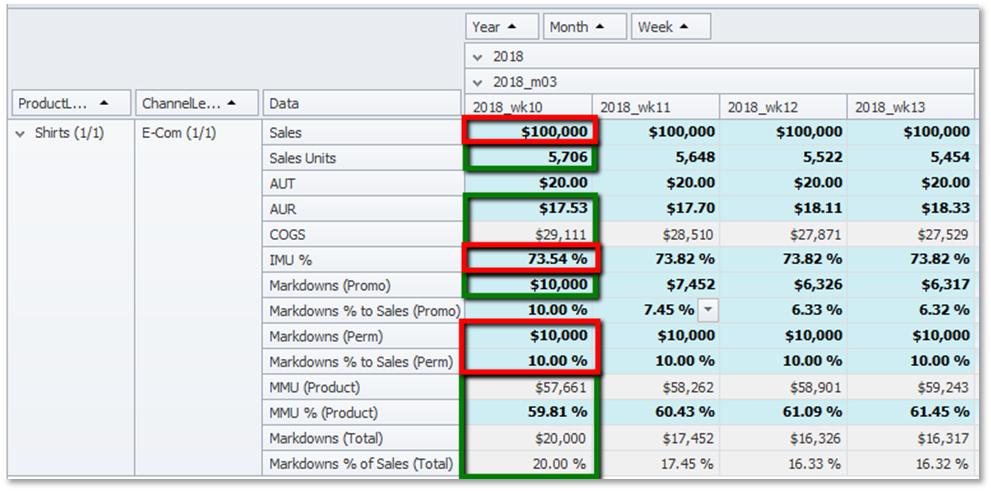 Year Month Week
2018
2018_m03
ProductL... ChannelLe... Data 2018_wk10 2018_wk11 2018_wk12 2018_wk13
Shirts (1/1) E-Com (1/1) Sales $100,000 $100,000 $100,000 $100,000
Sales Units 5,706 5,648 5,522 5,454
AUT $20.00 $20.00 $20.00 $20.00
AUR $17.53 $17.70 $18.11 $18.33
COGS $29,111 $28,510 $27,871 $27,529
IMU % 73.54 % 73.82 % 73.82 % 73.82 %
Markdowns (Promo) $10,000 $7,452 $6,326 $6,317
Markdowns % to Sales (Promo) 10.00 % 7.45 % 6.33 % 6.32 %
Markdowns (Perm) $10,000 $10,000 $10,000 $10,000
Markdowns % to Sales (Perm) 10.00 % 10.00 % 10.00 % 10.00 %
MMU (Product) $57,661 $58,262 $58,901 $59,243
MMU % (Product) 59.81 % 60.43 % 61.09 % 61.45 %
Markdowns (Total) $20,000 $17,452 $16,326 $16,317
Markdowns % of Sales (Total) 20.00 % 17.45 % 16.33 % 16.32 %